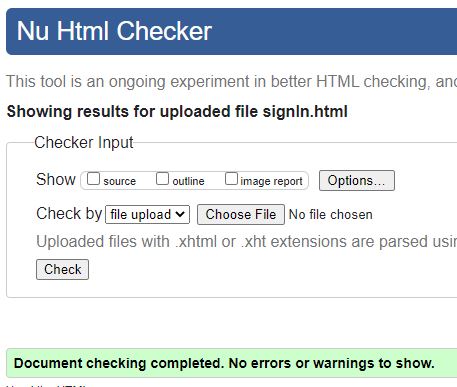 Nu Html Checker
This tool is an ongoing experiment in better HTML checking, and
Showing results for uploaded file signIn.html
Checker Input
Show source outline image report Options...
Check by file upload Choose File No file chosen
Uploaded files with .xhtml or .xht extensions are parsed usin
Check
Document checking completed. No errors or warnings to show.